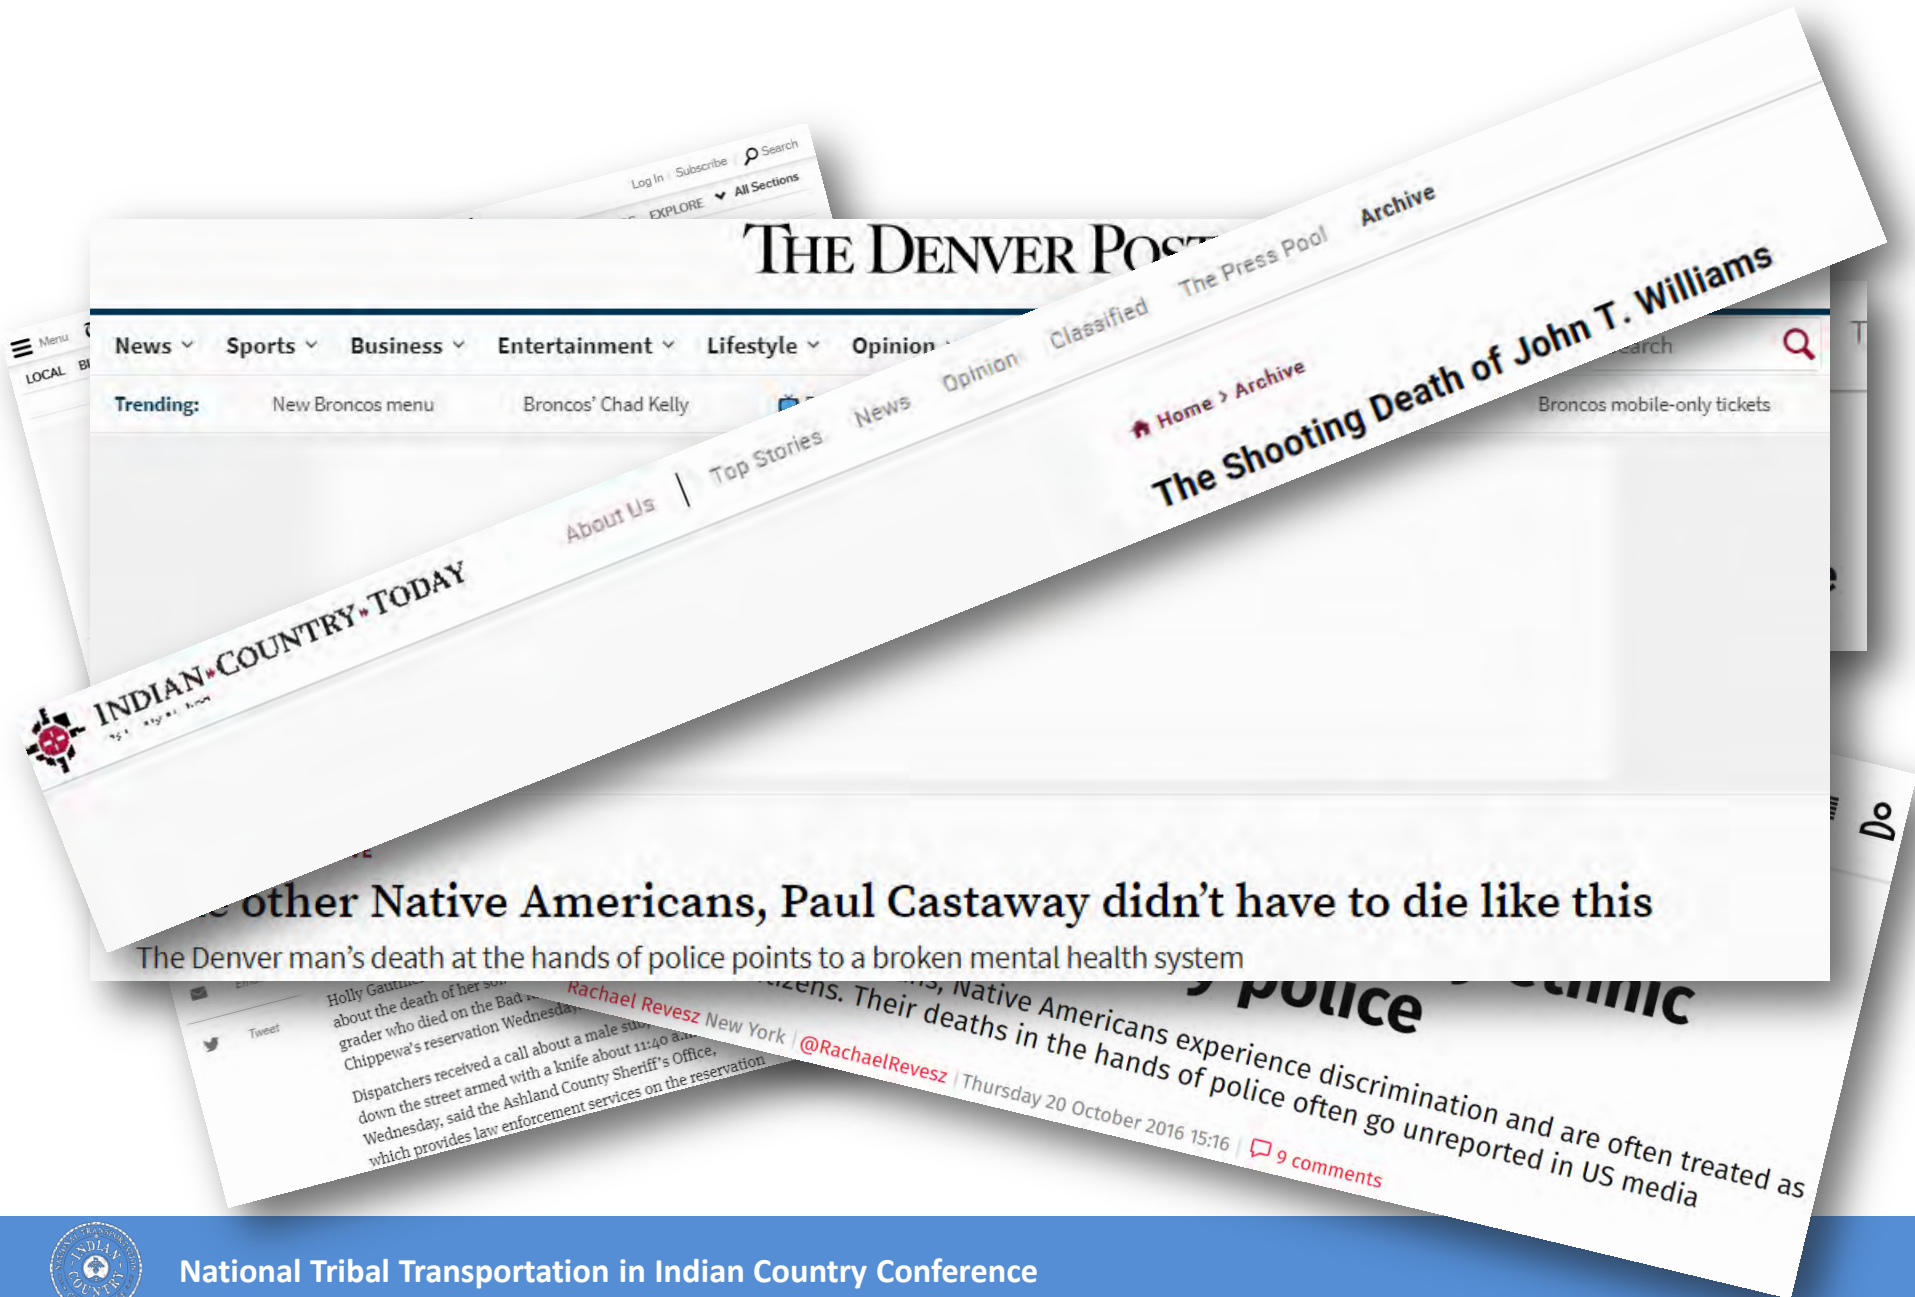 Log In Subscribe Search
EXPLORE All Sections
THE DENVER POST
Menu
LOCAL
News Sports Business Entertainment Lifestyle Opinion
Trending: New Broncos menu Broncos' Chad Kelly Broncos mobile-only tickets
INDIAN COUNTRY TODAY
About Us | Top Stories News Opinion Classified The Press Pool Archive
Home > Archive
The Shooting Death of John T. Williams
other Native Americans, Paul Castaway didn't have to die like this
The Denver man's death at the hands of police points to a broken mental health system
Tweet
Holly
about the death of her
grader who died on the Bad
Chippewa's reservation Wednesday
Dispatchers received a call about a male
down the street armed with a knife about 11:40
Wednesday, said the Ashland County Sheriff's Office,
which provides law enforcement services on the reservation
police
Native Americans experience discrimination and are often treated as
Their deaths in the hands of police often go unreported in US media
Rachael Revesz New York | @RachaelRevesz | Thursday 20 October 2016 15:16 | 9 comments
INDIAN
COUNTRY
National Tribal Transportation in Indian Country Conference